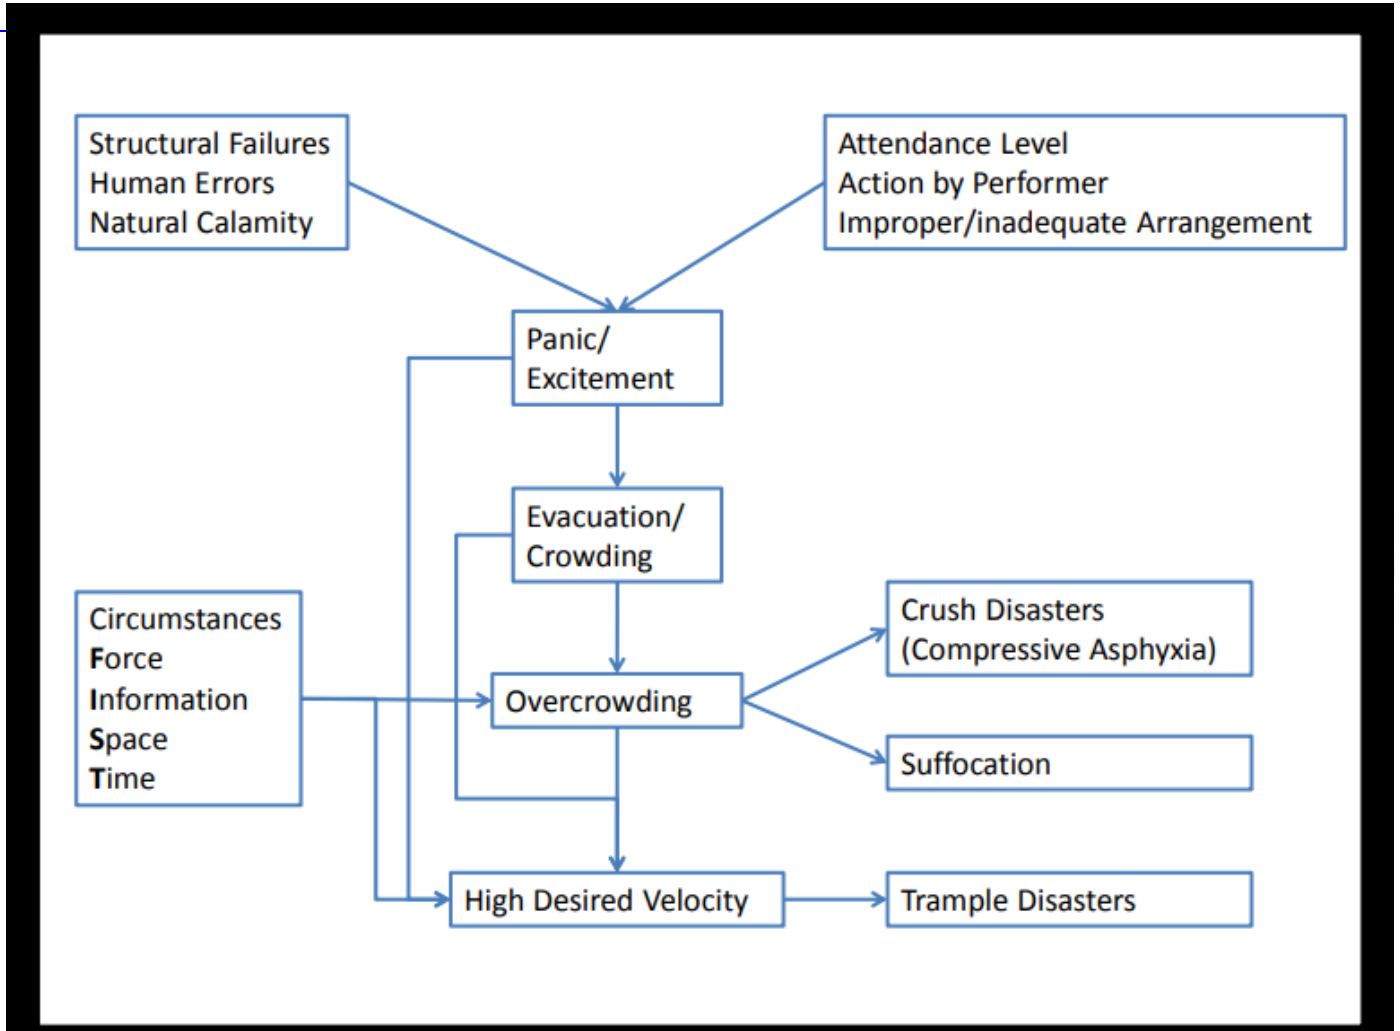 Structural Failures
Human Errors
Natural Calamity
Attendance Level
Action by Performer
Improper/inadequate Arrangement
Panic/
Excitement
Evacuation/
Crowding
Circumstances
Force
Information
Space
Time
Overcrowding
Crush Disasters
(Compressive Asphyxia)
Suffocation
High Desired Velocity
Trample Disasters